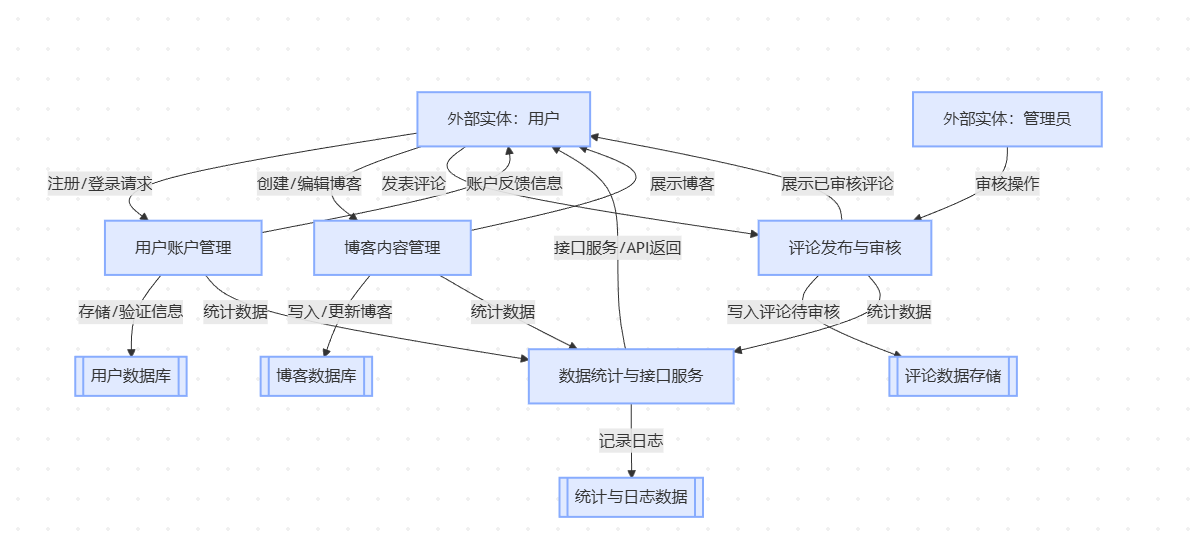 外部实体：用户
外部实体：管理员
注册/登录请求
创建/编辑博客
发表评论
账户反馈信息
展示博客
展示已审核评论
审核操作
用户账户管理
博客内容管理
接口服务/API返回
评论发布与审核
存储/验证信息
统计数据
写入/更新博客
统计数据
写入评论待审核
统计数据
用户数据库
博客数据库
数据统计与接口服务
评论数据存储
记录日志
统计与日志数据